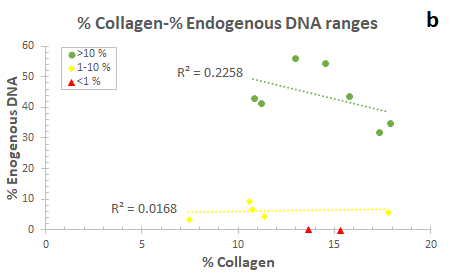 % Collagen-% Endogenous DNA ranges
b
% Enogenous DNA
60
50
40
30
20
10
0
>10 %
1-10 %
<1 %
R² = 0.2258
R² = 0.0168
0 5 10 15 20
% Collagen